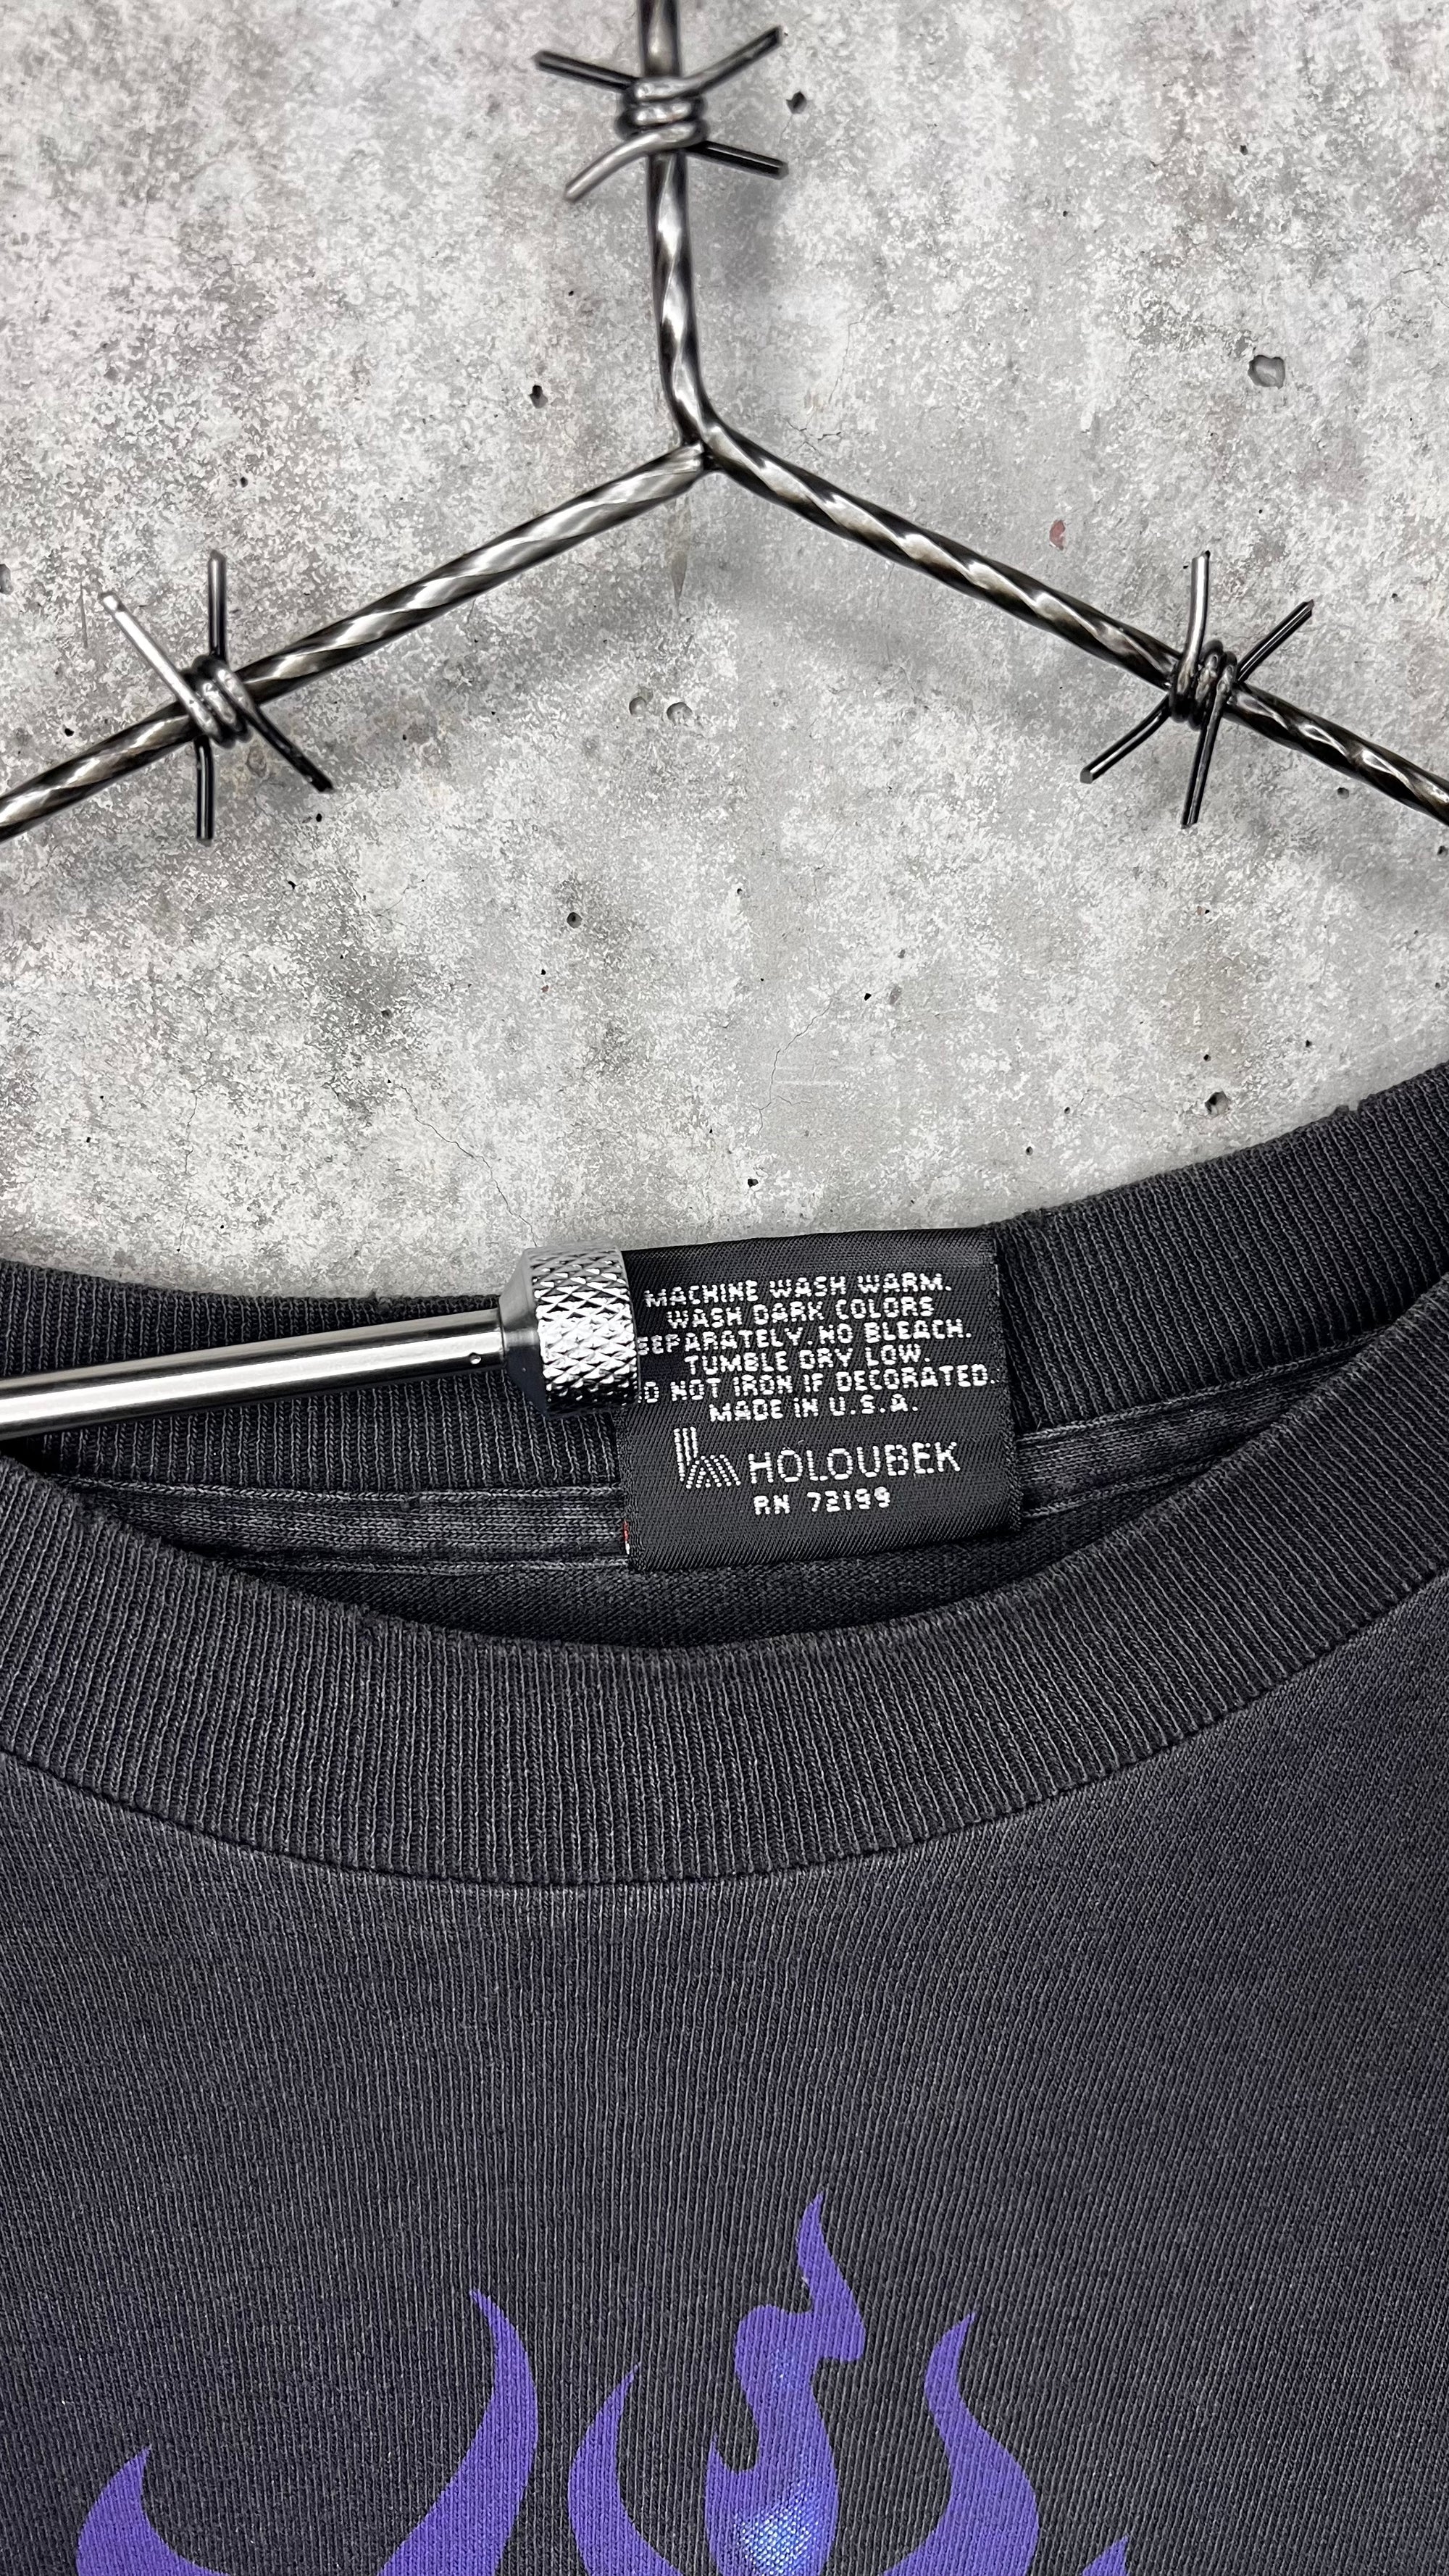 MACHINE WASH WARM.
WASH DARK COLORS
SEPARATELY. NO BLEACH.
TUMBLE DRY LOW.
DO NOT IRON IF DECORATED.
MADE IN U.S.A.
HOLOUBEK
RN 72199